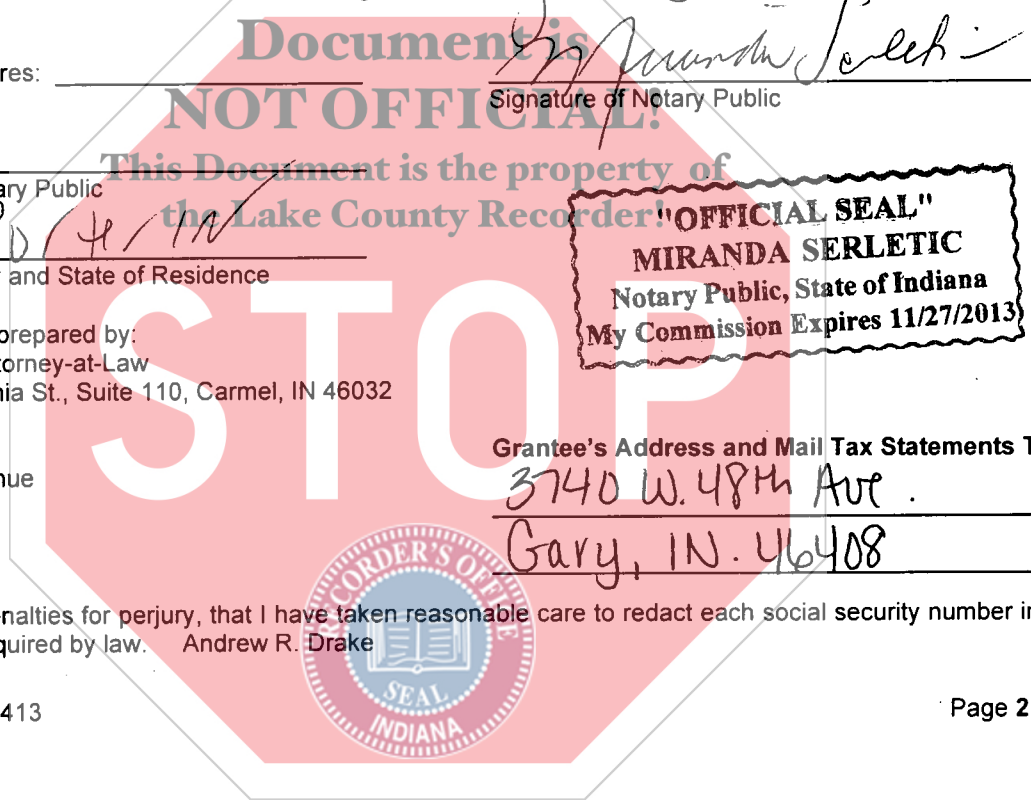 Document is
res:
NOT OFFICIAL!
Signature of Notary Public
This Document is the property of
ary Public
the Lake County Recorder!
/ IN
and State of Residence
"OFFICIAL SEAL"
MIRANDA SERLETIC
Notary Public, State of Indiana
My Commission Expires 11/27/2013
prepared by:
torney-at-Law
nia St., Suite 110, Carmel, IN 46032
STOP
Grantee's Address and Mail Tax Statements T
nue
3740 W. 48th Ave.
Gary, IN. 46408
nalties for perjury, that I have taken reasonable care to redact each social security number in
quired by law. Andrew R. Drake
RECORDER'S OFFICE
SEAL
INDIANA
413
Page 2